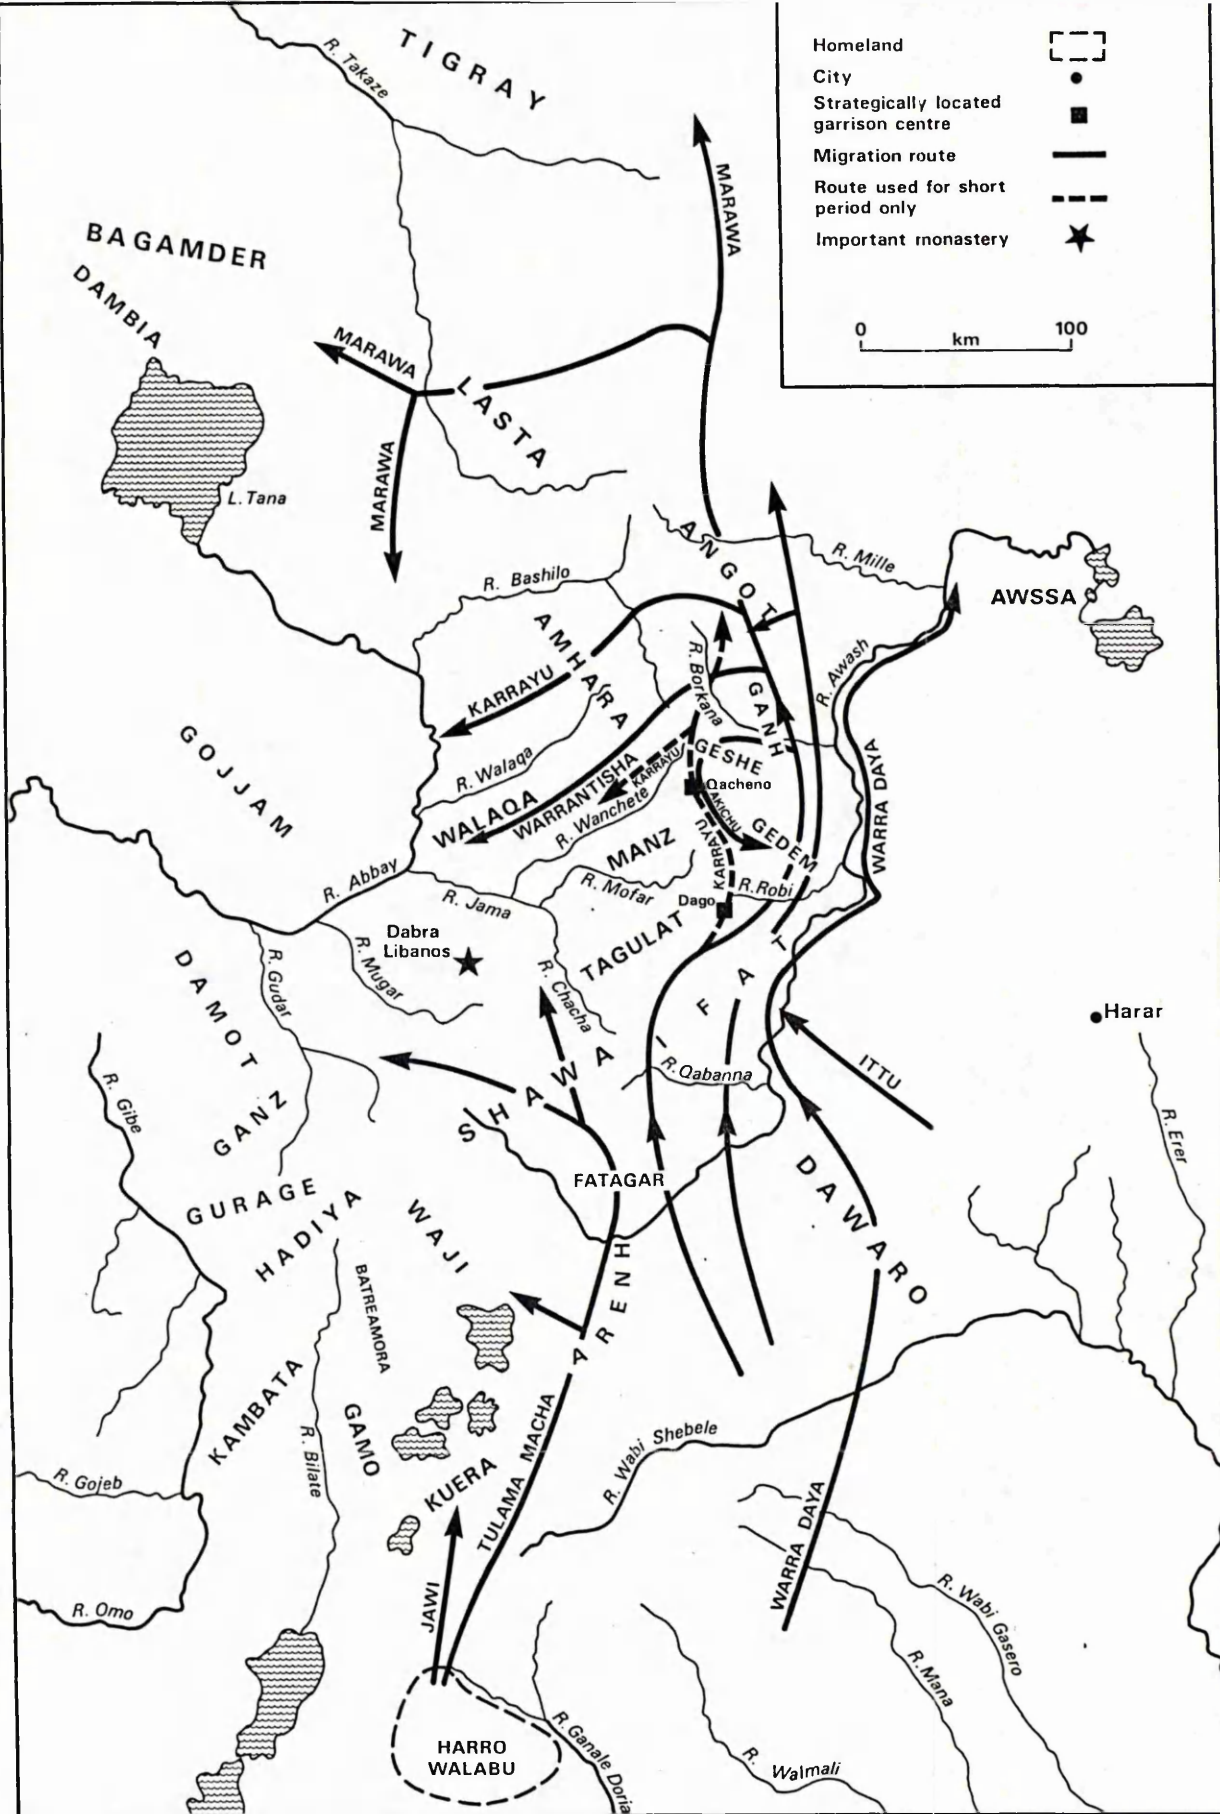 Homeland
City
Strategically located
garrison centre
Migration route
Route used for short
period only
Important monastery
0 100
km
TIGRAY
R. Takaze
MARAWA
BAGAMDER
DAMBIA
MARAWA
LASTA
MARAWA
L. Tana
ANGOT
R. Mille
R. Bashilo
AWSSA
AMHARA
R. Borkana
R. Awash
KARRAYU
GANH
GOJJAM
R. Walaqa
WARRANTISHA
KARRAYU
GESHE
WARRA DAYA
Qacheno
WALAQA
R. Wanchete
AKICHU
GEDEM
MANZ
KARRAYU
R. Abbay
R. Mofar
R. Robi
R. Jama
Dago
Dabra
Libanos
TAGULAT
IFAT
DAMOT
R. Gudar
R. Mugar
R. Chacha
Harar
SHAWA
R. Qabanna
ITTU
R. Gibe
GANZ
R. Erer
FATAGAR
DAWARO
GURAGE
HADIYA
WAJI
BATREAMORA
ARENH
KAMBATA
GAMO
TULAMA MACHA
R. Wabi Shebele
R. Bilate
KUERA
R. Gojeb
WARRA DAYA
R. Wabi Gasero
JAWI
R. Omo
R. Mana
HARRO
WALABU
R. Ganale Doria
R. Walmali